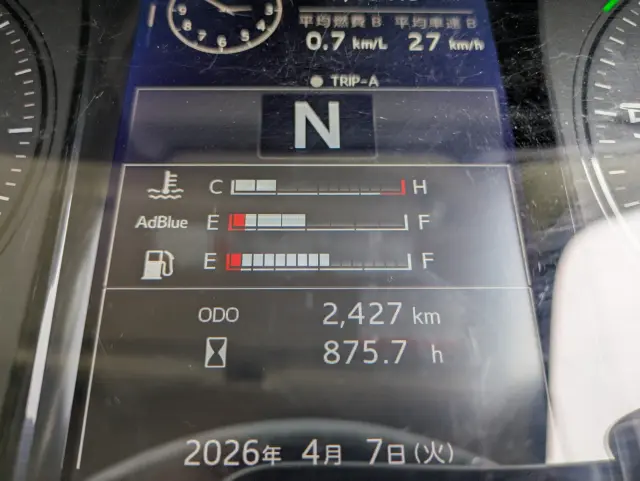 平均燃費 B 平均車速 B
0.7 km/L 27 km/h
TRIP-A
N
C H
AdBlue E F
E F
ODO 2,427 km
875.7 h
2026年 4月 7日(火)